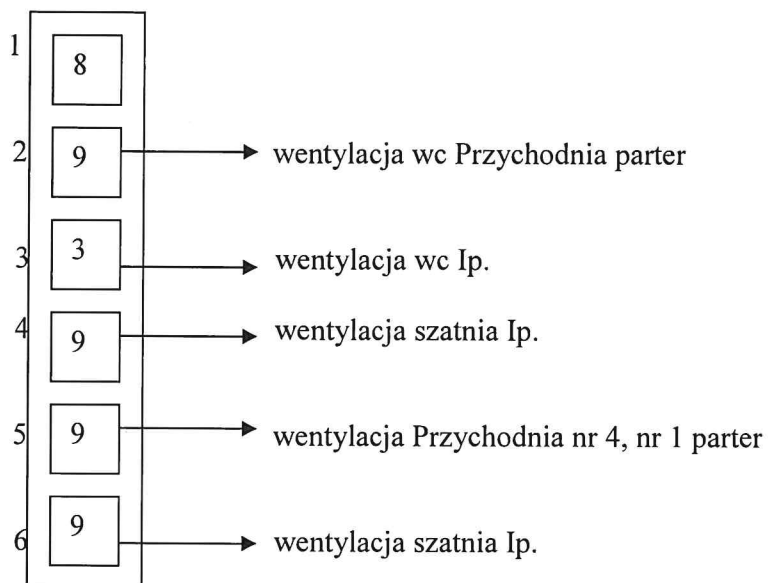 1 8
2 9 wentylacja wc Przychodnia parter
3 3 wentylacja wc Ip.
4 9 wentylacja szatnia Ip.
5 9 wentylacja Przychodnia nr 4, nr 1 parter
6 9 wentylacja szatnia Ip.